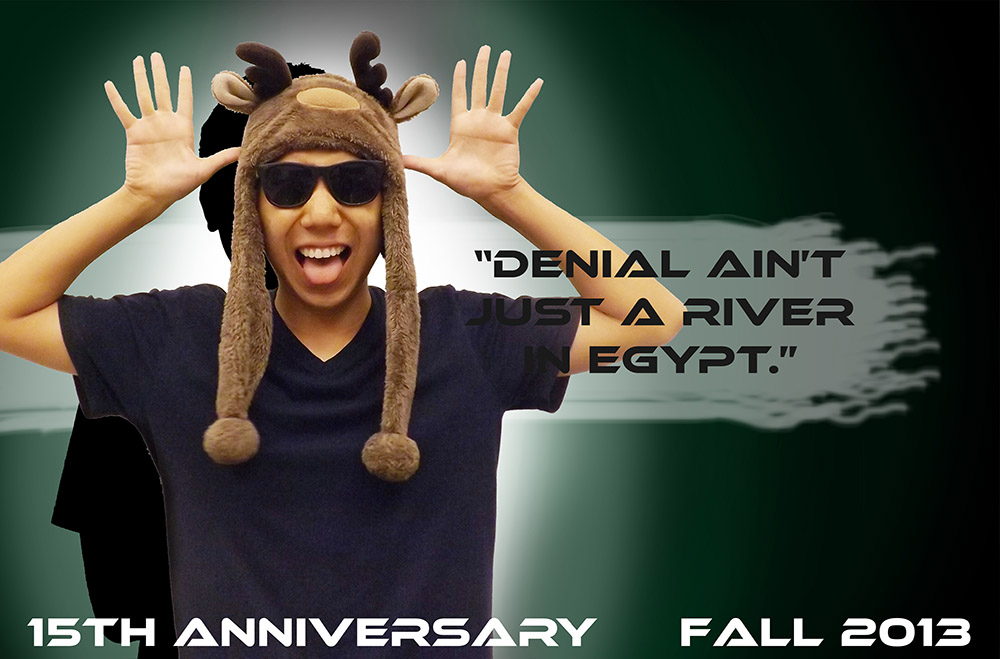 “DENIAL AIN'T
JUST A RIVER
IN EGYPT."
15TH ANNIVERSARY FALL 2013